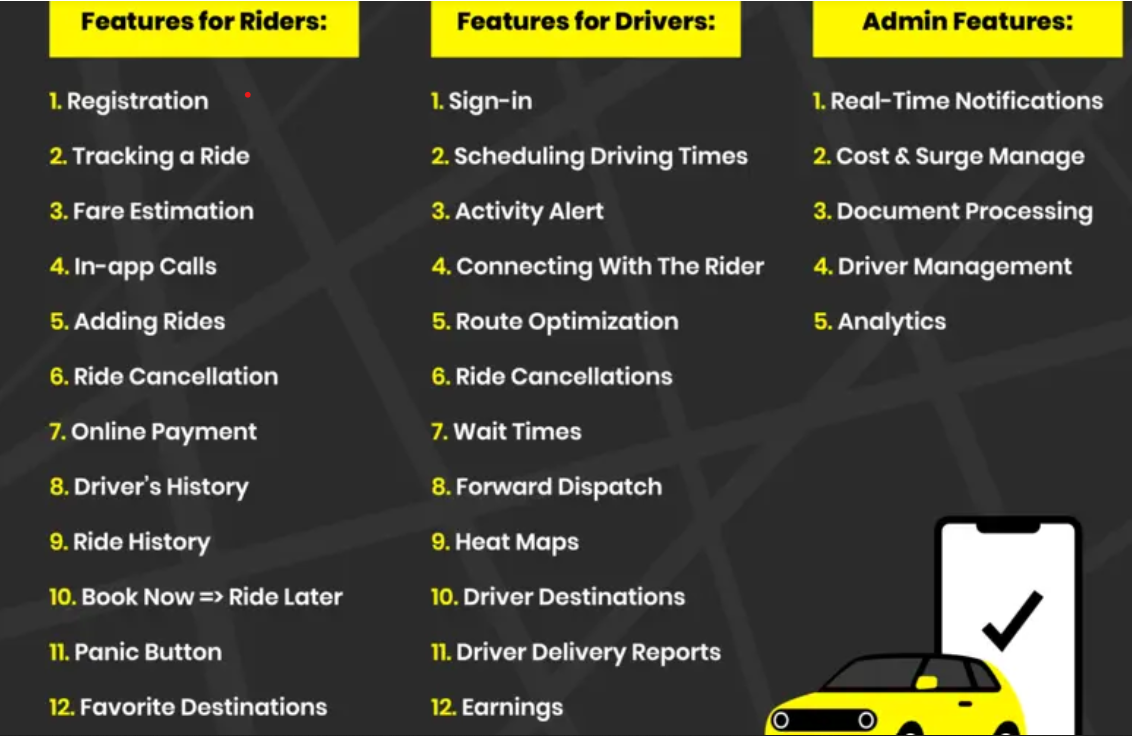 Features for Riders:
1. Registration
2. Tracking a Ride
3. Fare Estimation
4. In-app Calls
5. Adding Rides
6. Ride Cancellation
7. Online Payment
8. Driver's History
9. Ride History
10. Book Now => Ride Later
11. Panic Button
12. Favorite Destinations
Features for Drivers:
1. Sign-in
2. Scheduling Driving Times
3. Activity Alert
4. Connecting With The Rider
5. Route Optimization
6. Ride Cancellations
7. Wait Times
8. Forward Dispatch
9. Heat Maps
10. Driver Destinations
11. Driver Delivery Reports
12. Earnings
Admin Features:
1. Real-Time Notifications
2. Cost & Surge Manage
3. Document Processing
4. Driver Management
5. Analytics